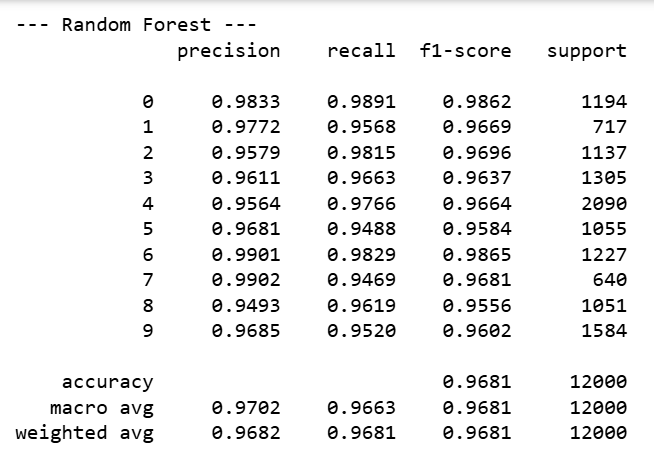 --- Random Forest ---
precision recall f1-score support
0 0.9833 0.9891 0.9862 1194
1 0.9772 0.9568 0.9669 717
2 0.9579 0.9815 0.9696 1137
3 0.9611 0.9663 0.9637 1305
4 0.9564 0.9766 0.9664 2090
5 0.9681 0.9488 0.9584 1055
6 0.9901 0.9829 0.9865 1227
7 0.9902 0.9469 0.9681 640
8 0.9493 0.9619 0.9556 1051
9 0.9685 0.9520 0.9602 1584
accuracy 0.9681 12000
macro avg 0.9702 0.9663 0.9681 12000
weighted avg 0.9682 0.9681 0.9681 12000